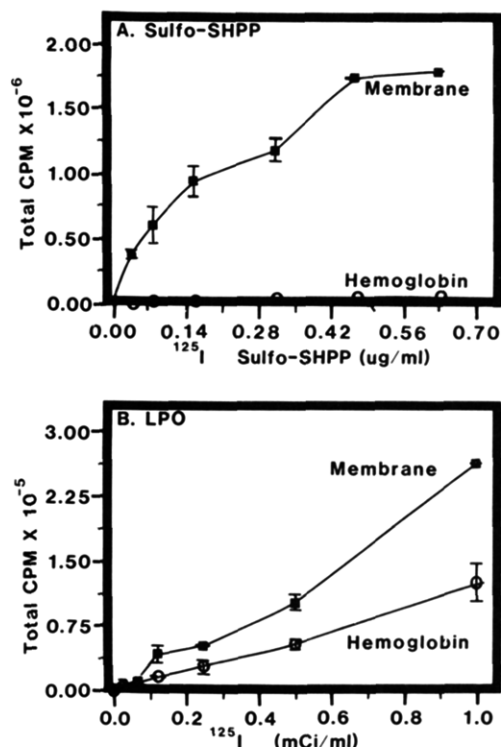 A. Sulfo-SHPP
Total CPM X 10-6
2.00
1.50
1.00
0.50
0.00
Membrane
Hemoglobin
0.00 0.14 0.28 0.42 0.56 0.70
125I Sulfo-SHPP (ug/ml)
B. LPO
Total CPM X 10-5
3.00
2.25
1.50
0.75
0.00
Membrane
Hemoglobin
0.0 0.2 0.4 0.6 0.8 1.0
125I (mCi/ml)